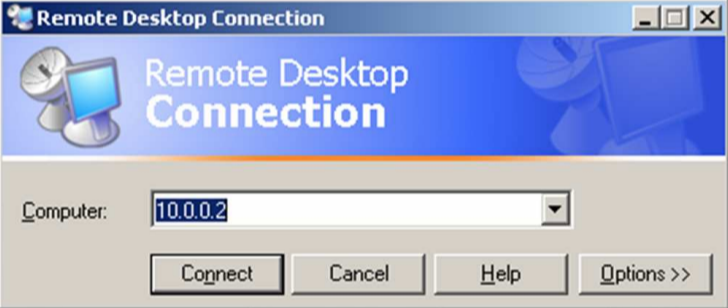 Remote Desktop Connection
Remote Desktop
Connection
Computer:
10.0.0.2
Connect
Cancel
Help
Options >>